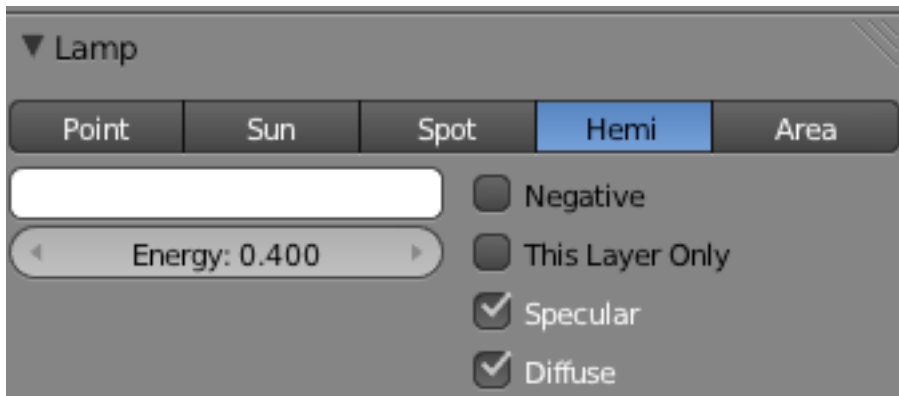 Lamp
Point Sun Spot Hemi Area
Negative
Energy: 0.400 This Layer Only
Specular
Diffuse